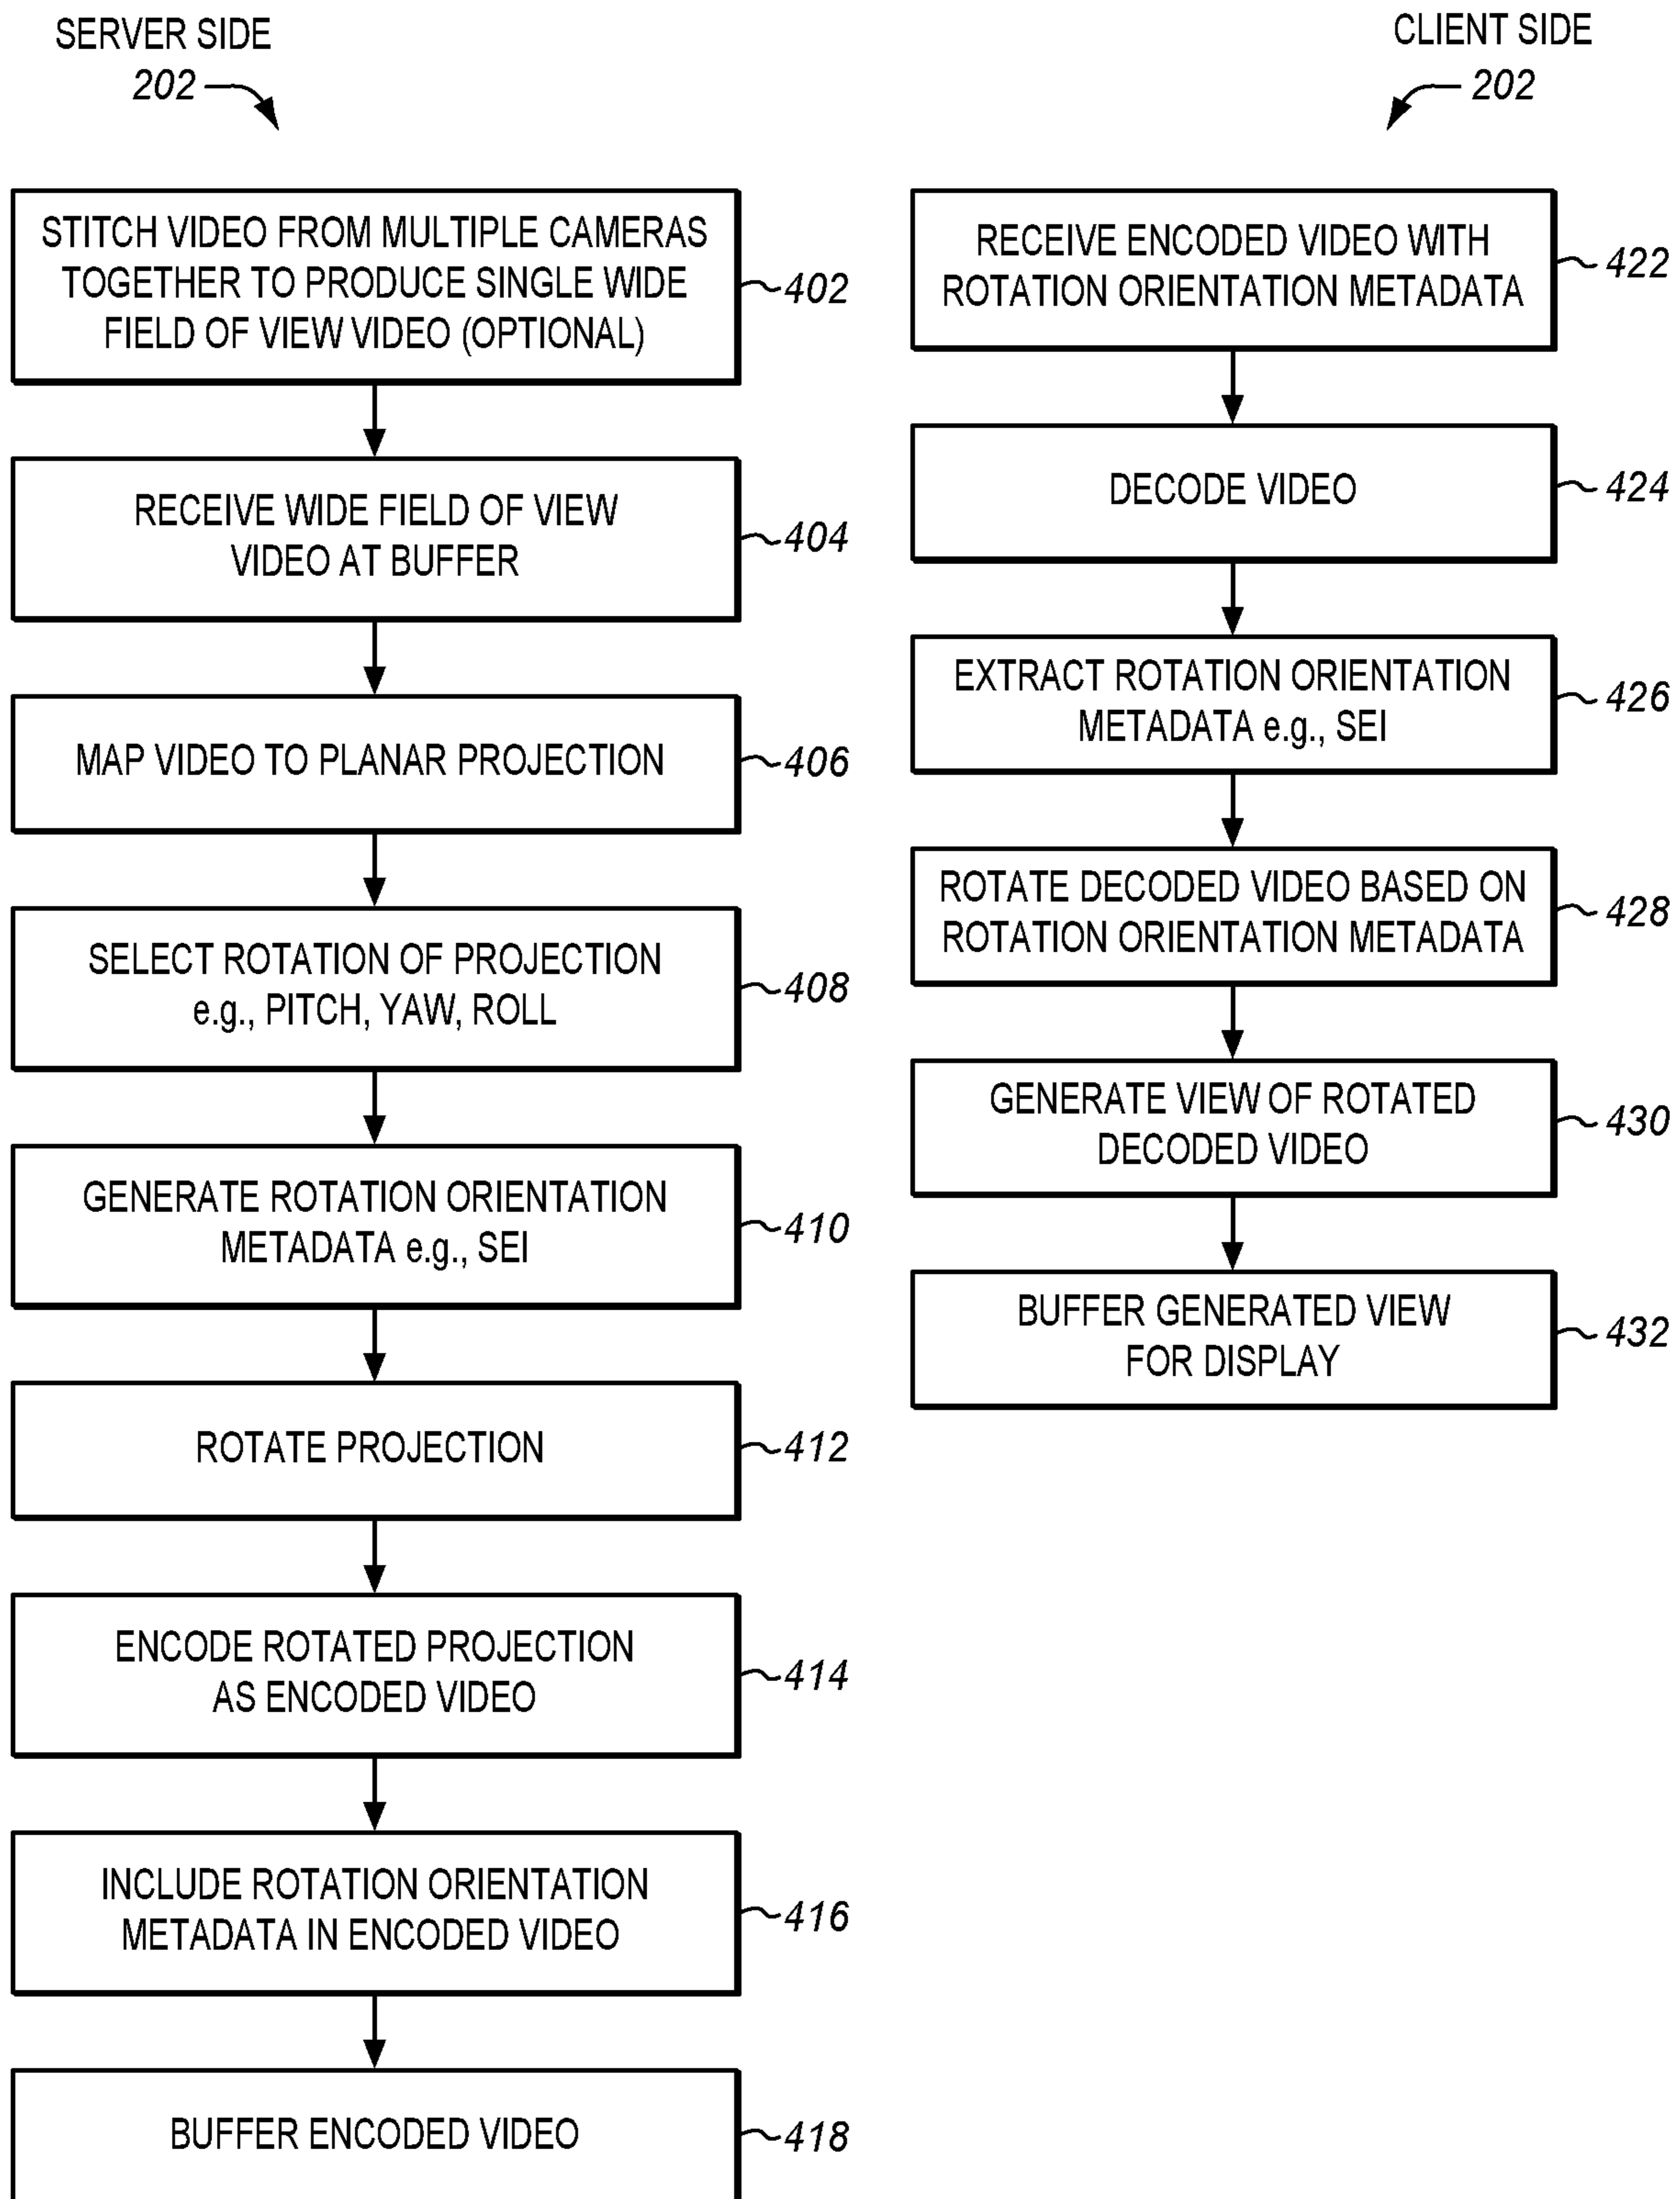 SERVER SIDE
202
STITCH VIDEO FROM MULTIPLE CAMERAS
TOGETHER TO PRODUCE SINGLE WIDE
FIELD OF VIEW VIDEO (OPTIONAL)
402
RECEIVE WIDE FIELD OF VIEW
VIDEO AT BUFFER
404
MAP VIDEO TO PLANAR PROJECTION
406
SELECT ROTATION OF PROJECTION
e.g., PITCH, YAW, ROLL
408
GENERATE ROTATION ORIENTATION
METADATA e.g., SEI
410
ROTATE PROJECTION
412
ENCODE ROTATED PROJECTION
AS ENCODED VIDEO
414
INCLUDE ROTATION ORIENTATION
METADATA IN ENCODED VIDEO
416
BUFFER ENCODED VIDEO
418
CLIENT SIDE
202
RECEIVE ENCODED VIDEO WITH
ROTATION ORIENTATION METADATA
422
DECODE VIDEO
424
EXTRACT ROTATION ORIENTATION
METADATA e.g., SEI
426
ROTATE DECODED VIDEO BASED ON
ROTATION ORIENTATION METADATA
428
GENERATE VIEW OF ROTATED
DECODED VIDEO
430
BUFFER GENERATED VIEW
FOR DISPLAY
432